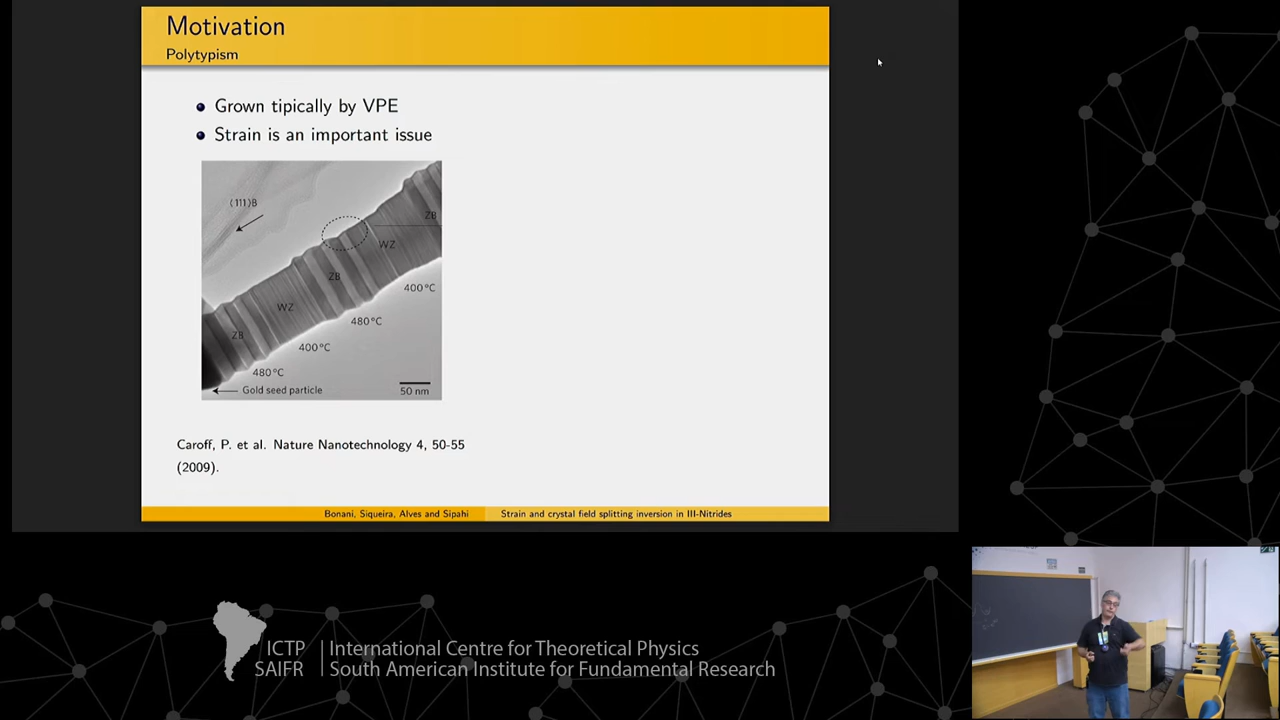 Motivation
Polytypism
Grown tipically by VPE
Strain is an important issue
(111)B
ZB
WZ
ZB
400°C
WZ
480°C
ZB
400°C
480°C
Gold seed particle
50 nm
Caroff, P. et al. Nature Nanotechnology 4, 50-55
(2009).
Bonani, Siqueira, Alves and Sipahi
Strain and crystal field splitting inversion in III-Nitrides
ICTP
SAIFR
International Centre for Theoretical Physics
South American Institute for Fundamental Research